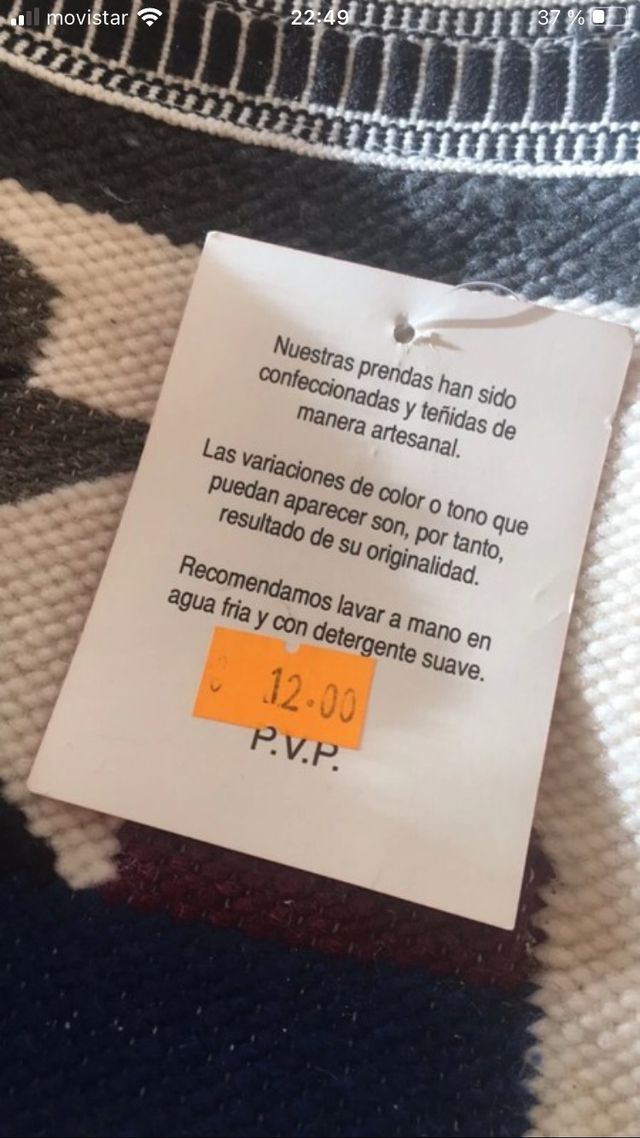 movistar 22:49 37 %
Nuestras prendas han sido
confeccionadas y teñidas de
manera artesanal.
Las variaciones de color o tono que
puedan aparecer son, por tanto,
resultado de su originalidad.
Recomendamos lavar a mano en
agua fria y con detergente suave.
12.00
P.V.P.